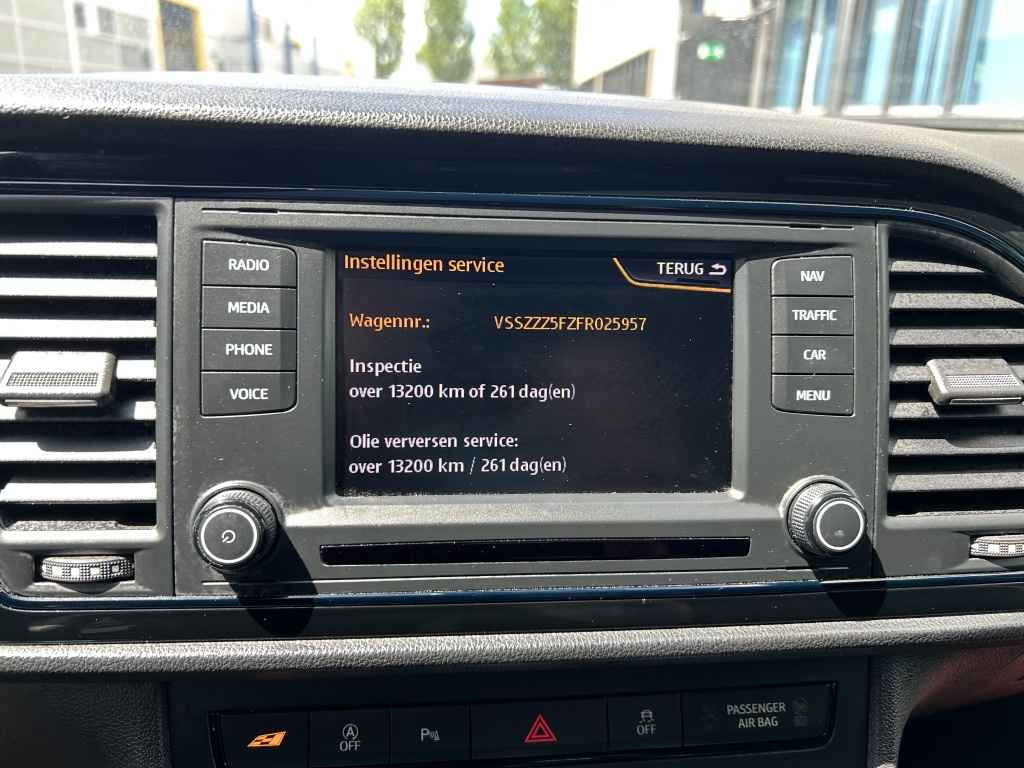 RADIO
MEDIA
PHONE
VOICE
Instellingen service
TERUG
Wagennr.: VSSZZZ5FZFR025957
Inspectie
over 13200 km of 261 dag(en)
Olie verversen service:
over 13200 km / 261 dag(en)
NAV
TRAFFIC
CAR
MENU
A
OFF
P
OFF
PASSENGER
AIR BAG